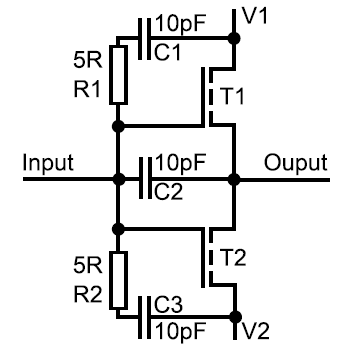 V1
10pF
C1
5R
R1
T1
Input
10pF
Ouput
C2
5R
R2
T2
C3
10pF
V2